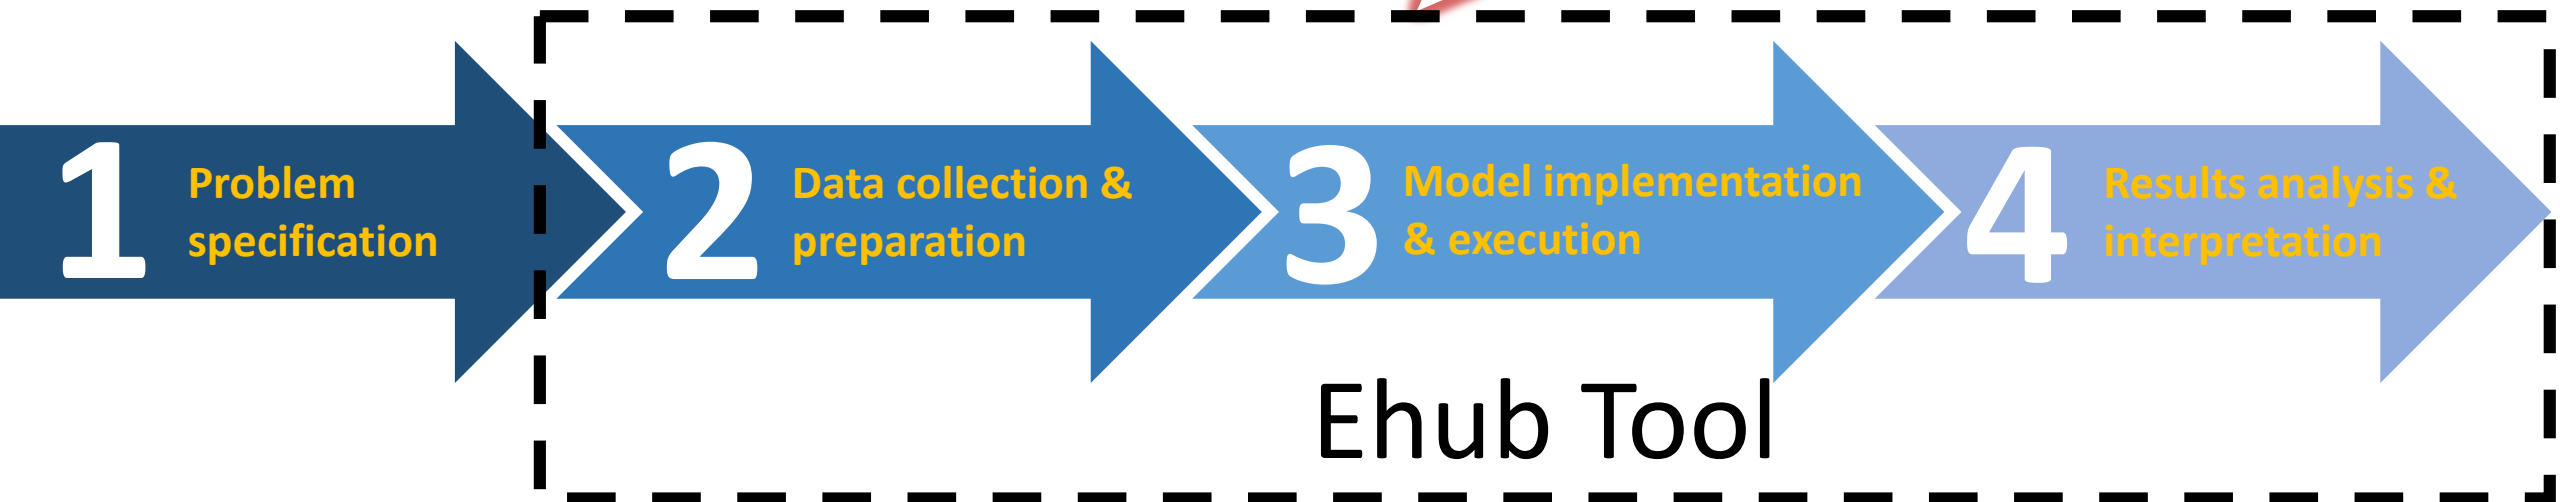 1
Problem
specification
2
Data collection &
preparation
3
Model implementation
& execution
4
Results analysis &
interpretation
Ehub Tool